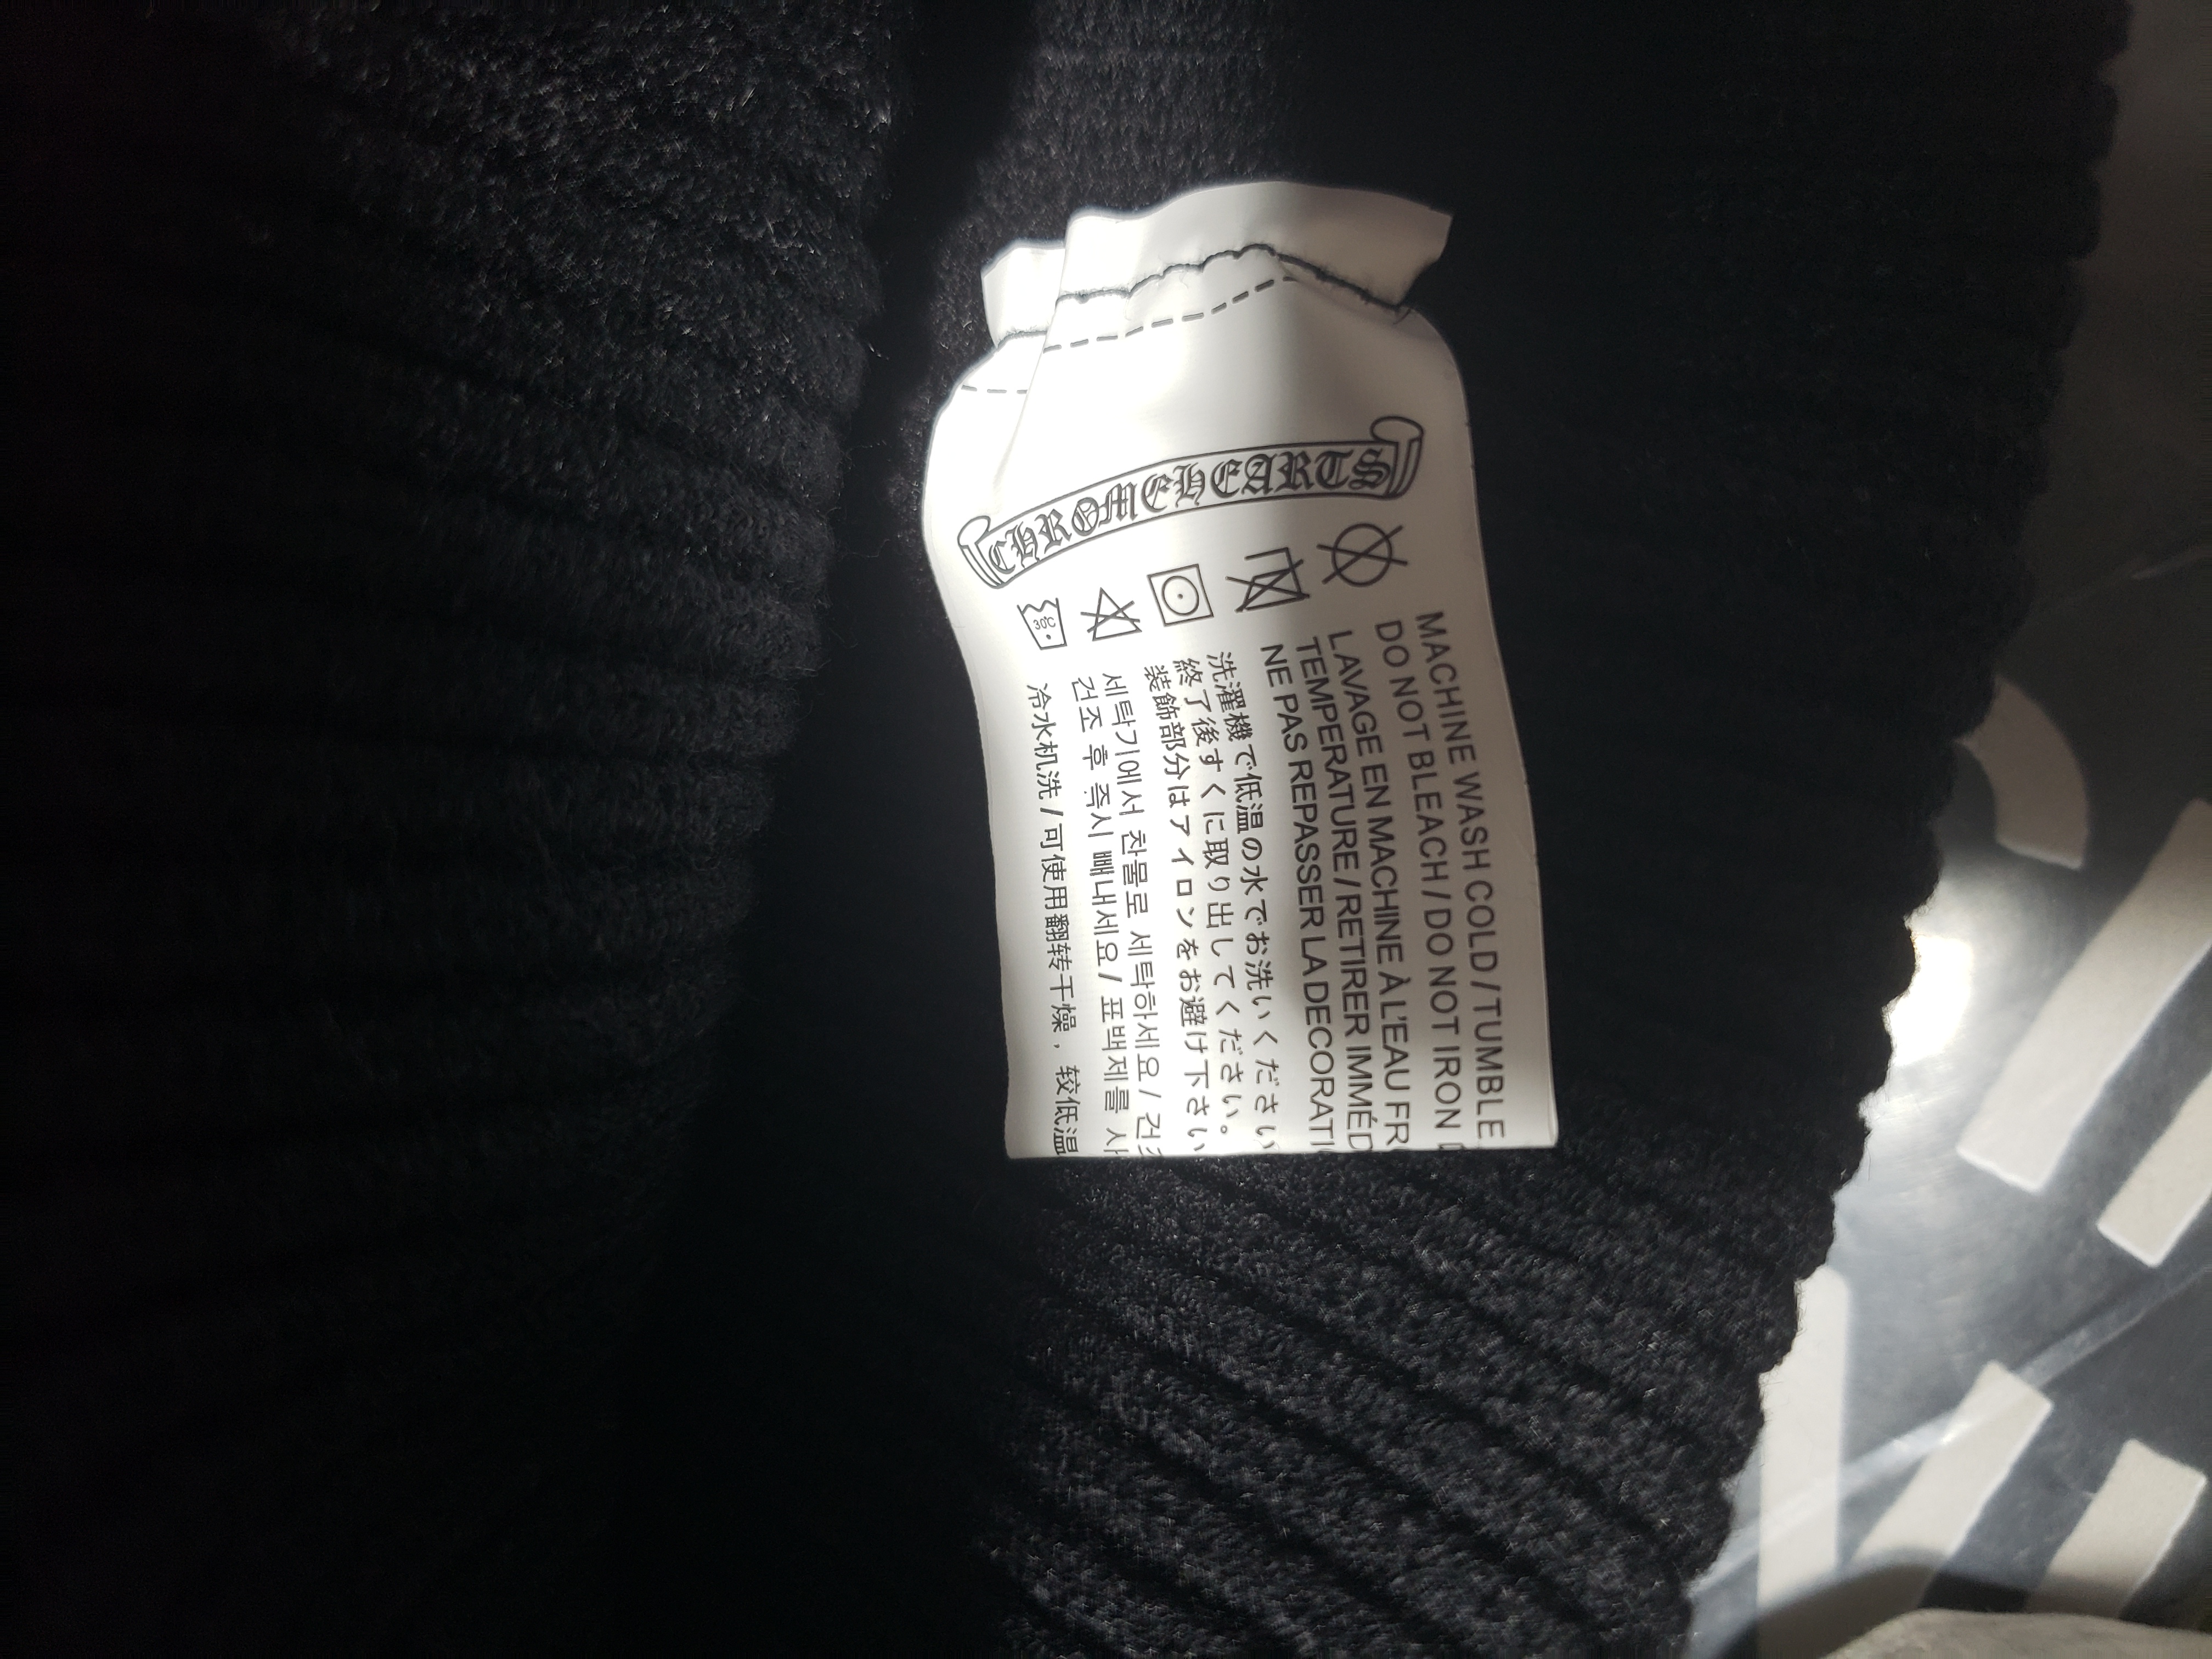 CHROME HEARTS
30C
MACHINE WASH COLD / TUMBLE
DO NOT BLEACH / DO NOT IRON
LAVAGE EN MACHINE À L'EAU
TEMPERATURE / RETIRER
NE PAS REPASSER LA
洗濯機で低温の水でお洗いください
終了後すぐに取り出してください。
装飾部分はアイロンをお避け下さい
세탁기에서 찬물로 세탁하세요 /
건조 후 즉시 빼내세요 / 표백제를
冷水机洗 / 可使用翻转干燥，较低温